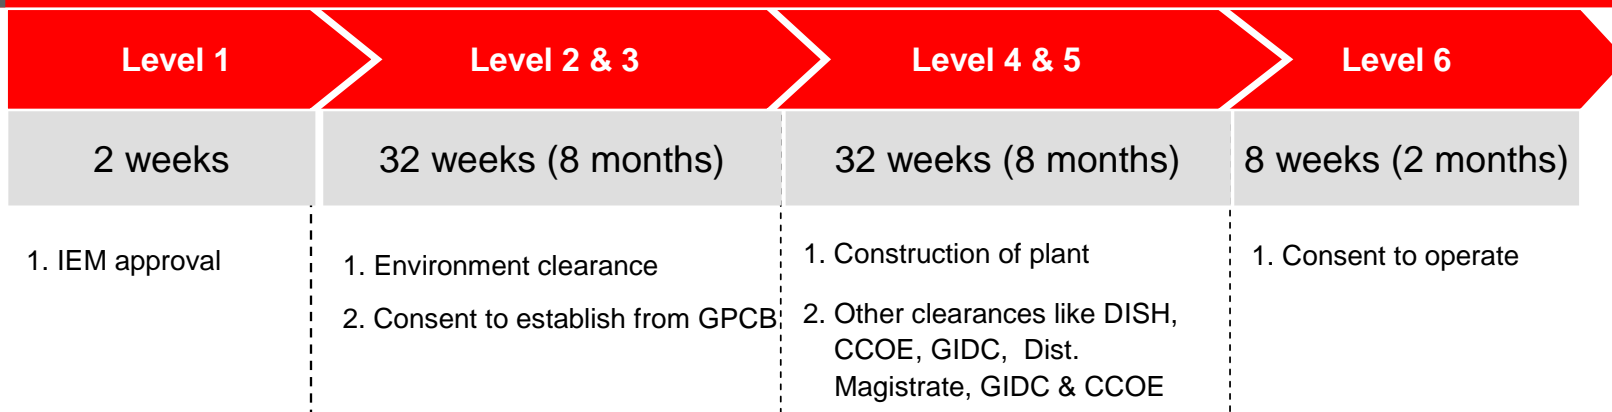 Level 1
Level 2 & 3
Level 4 & 5
Level 6
2 weeks
32 weeks (8 months)
32 weeks (8 months)
8 weeks (2 months)
1. IEM approval
1. Environment clearance
2. Consent to establish from GPCB
1. Construction of plant
2. Other clearances like DISH,
CCOE, GIDC, Dist.
Magistrate, GIDC & CCOE
1. Consent to operate